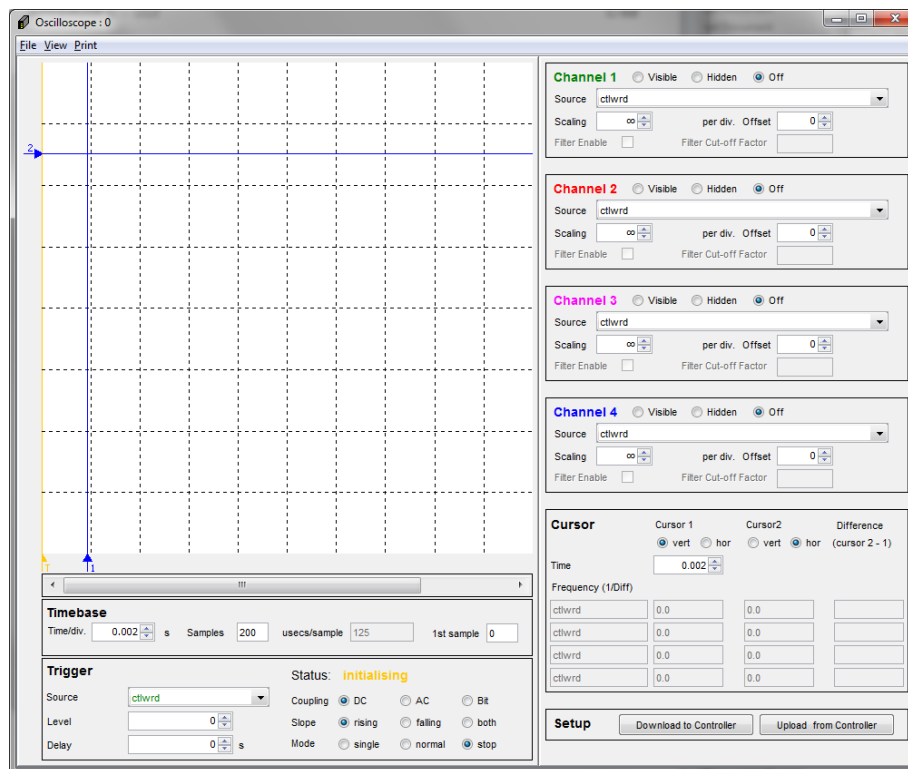 Oscilloscope : 0
File View Print
2
T
1
Timebase
Time/div. 0.002 s Samples 200 usecs/sample 125 1st sample 0
Trigger
Status: initialising
Source ctlwrd
Coupling DC AC Bit
Level 0
Slope rising falling both
Delay 0 s
Mode single normal stop
Channel 1 Visible Hidden Off
Source ctlwrd
Scaling ∞ per div. Offset 0
Filter Enable Filter Cut-off Factor
Channel 2 Visible Hidden Off
Source ctlwrd
Scaling ∞ per div. Offset 0
Filter Enable Filter Cut-off Factor
Channel 3 Visible Hidden Off
Source ctlwrd
Scaling ∞ per div. Offset 0
Filter Enable Filter Cut-off Factor
Channel 4 Visible Hidden Off
Source ctlwrd
Scaling ∞ per div. Offset 0
Filter Enable Filter Cut-off Factor
Cursor Cursor 1 Cursor2 Difference
vert hor vert hor (cursor 2 - 1)
Time 0.002
Frequency (1/Diff)
ctlwrd 0.0 0.0
ctlwrd 0.0 0.0
ctlwrd 0.0 0.0
ctlwrd 0.0 0.0
Setup Download to Controller Upload from Controller